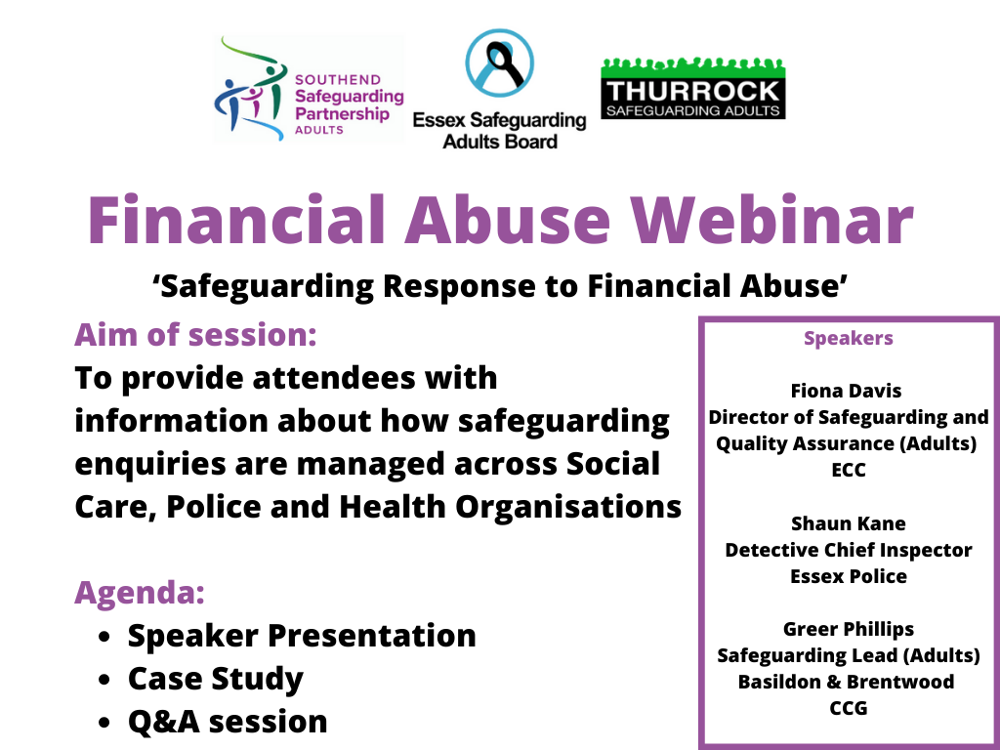 SOUTHEND
Safeguarding
Partnership
ADULTS
Essex Safeguarding
Adults Board
THURROCK
SAFEGUARDING ADULTS
Financial Abuse Webinar
‘Safeguarding Response to Financial Abuse’
Aim of session:
To provide attendees with
information about how safeguarding
enquiries are managed across Social
Care, Police and Health Organisations
Agenda:
• Speaker Presentation
• Case Study
• Q&A session
Speakers
Fiona Davis
Director of Safeguarding and
Quality Assurance (Adults)
ECC
Shaun Kane
Detective Chief Inspector
Essex Police
Greer Phillips
Safeguarding Lead (Adults)
Basildon & Brentwood
CCG